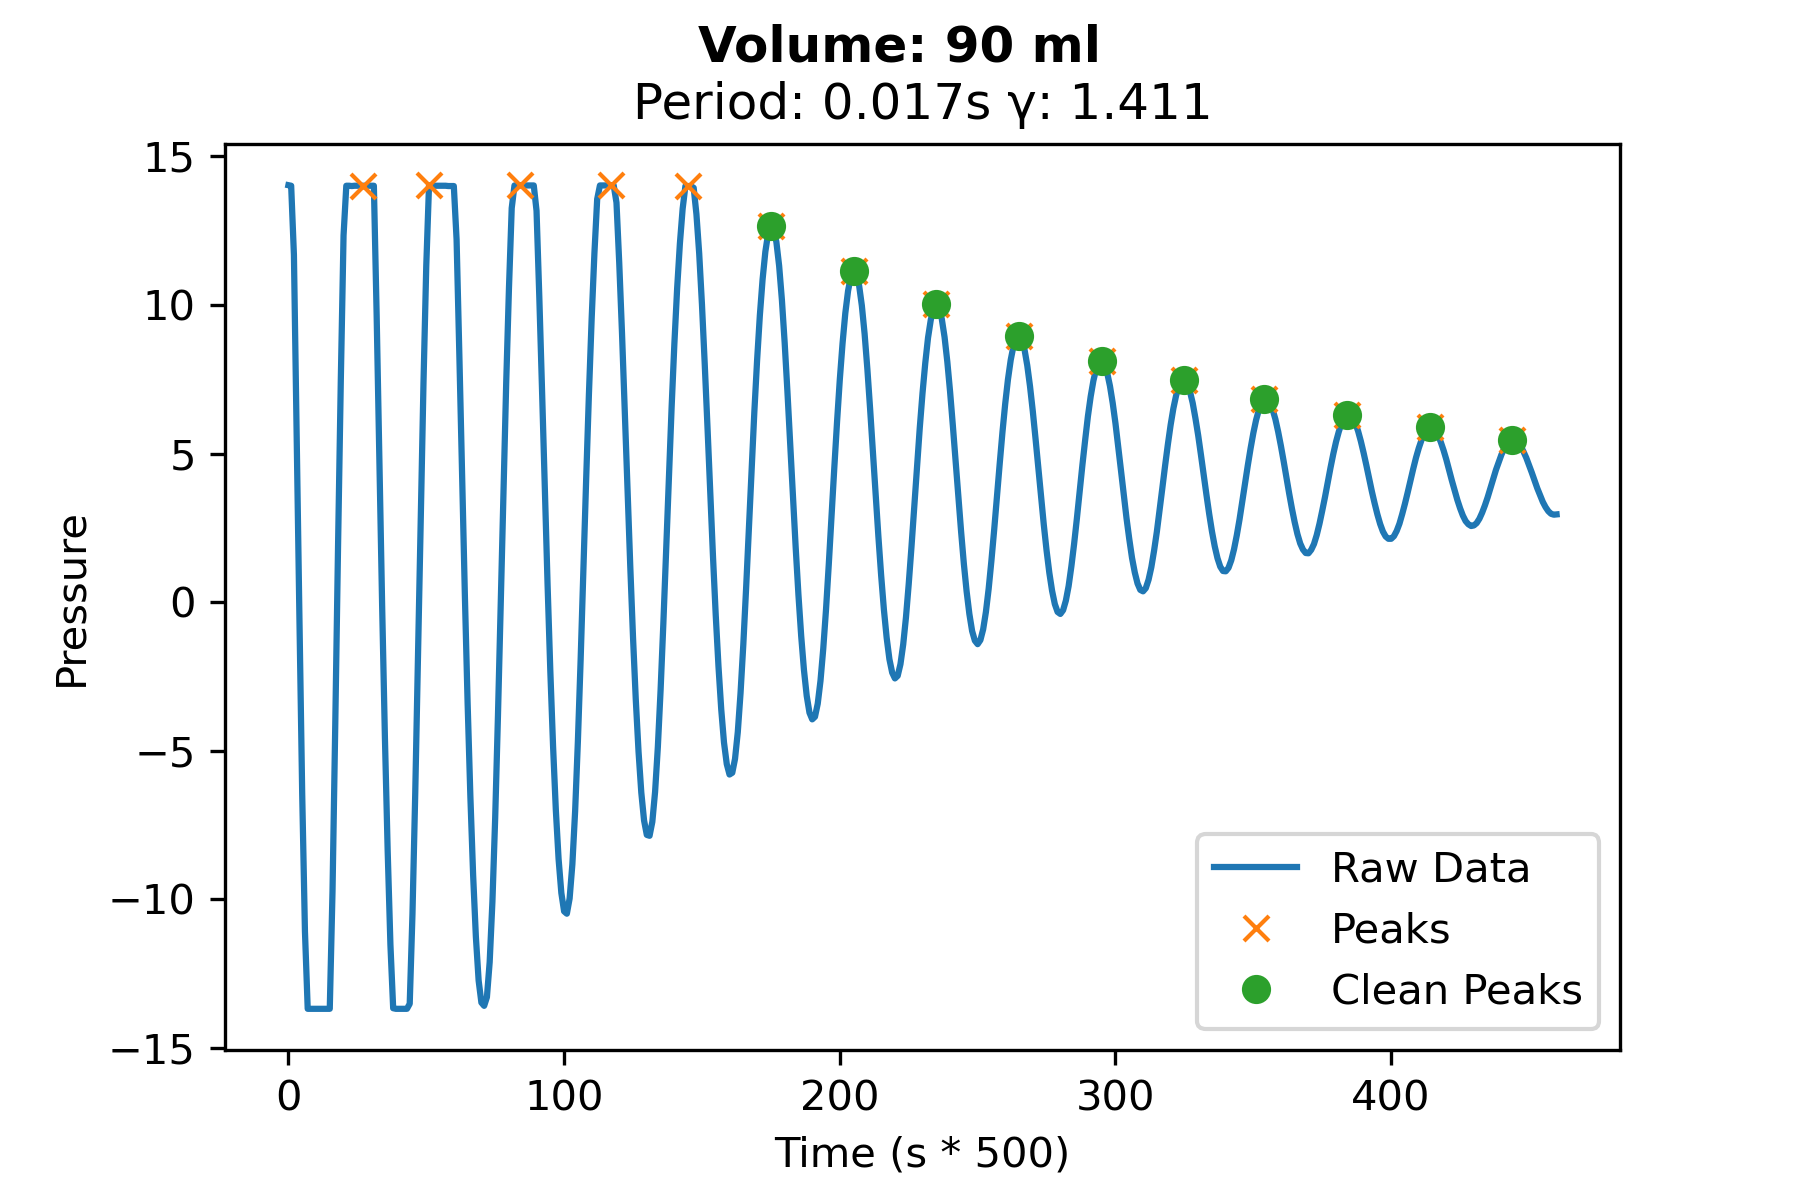 Volume: 90 ml
Period: 0.017s γ: 1.411
15
10
5
0
−5
−10
−15
Pressure
0
100
200
300
400
Time (s * 500)
Raw Data
Peaks
Clean Peaks